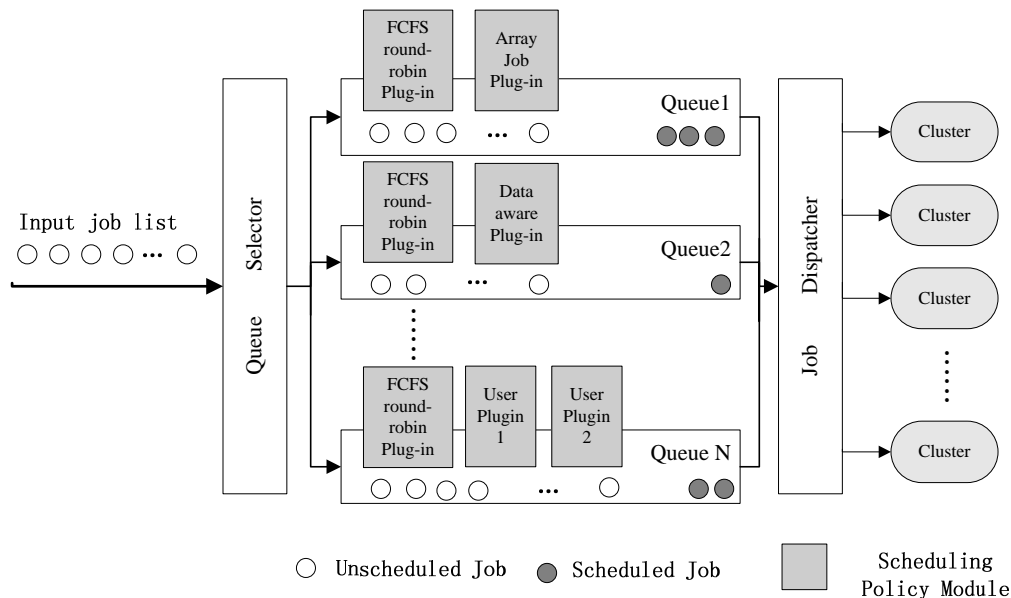 FCFS
round-
robin
Plug-in
Array
Job
Plug-in
Queue1
Input job list
...
Queue Selector
...
FCFS
round-
robin
Plug-in
Data
aware
Plug-in
Queue2
...
FCFS
round-
robin
Plug-in
User
Plugin
1
User
Plugin
2
Queue N
...
Job Dispatcher
Cluster
Cluster
Cluster
Cluster
Unscheduled Job
Scheduled Job
Scheduling
Policy Module